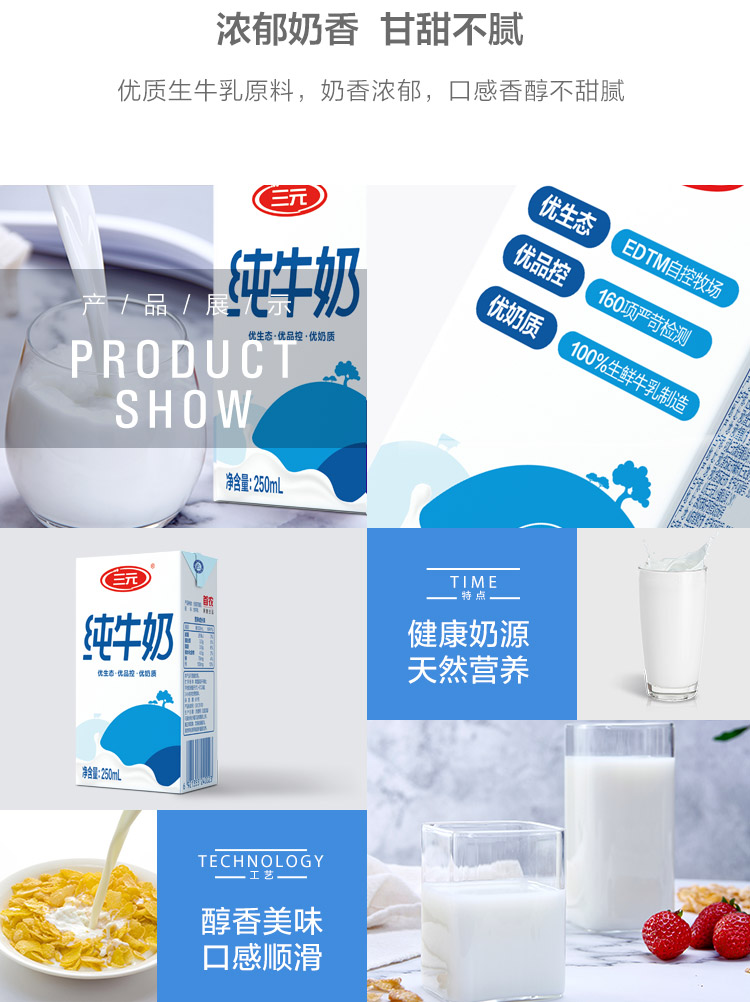 浓郁奶香 甘甜不腻
优质生牛乳原料，奶香浓郁，口感香醇不甜腻
三元
纯牛奶
优生态·优品控·优奶质
净含量:250mL
产/品/展/示
PRODUCT
SHOW
优生态
EDTM自控牧场
优品控
160项严苛检测
优奶质
100%生鲜牛乳制造
三元
纯牛奶
优生态·优品控·优奶质
净含量:250mL
首农
TIME
特点
健康奶源
天然营养
TECHNOLOGY
工艺
醇香美味
口感顺滑